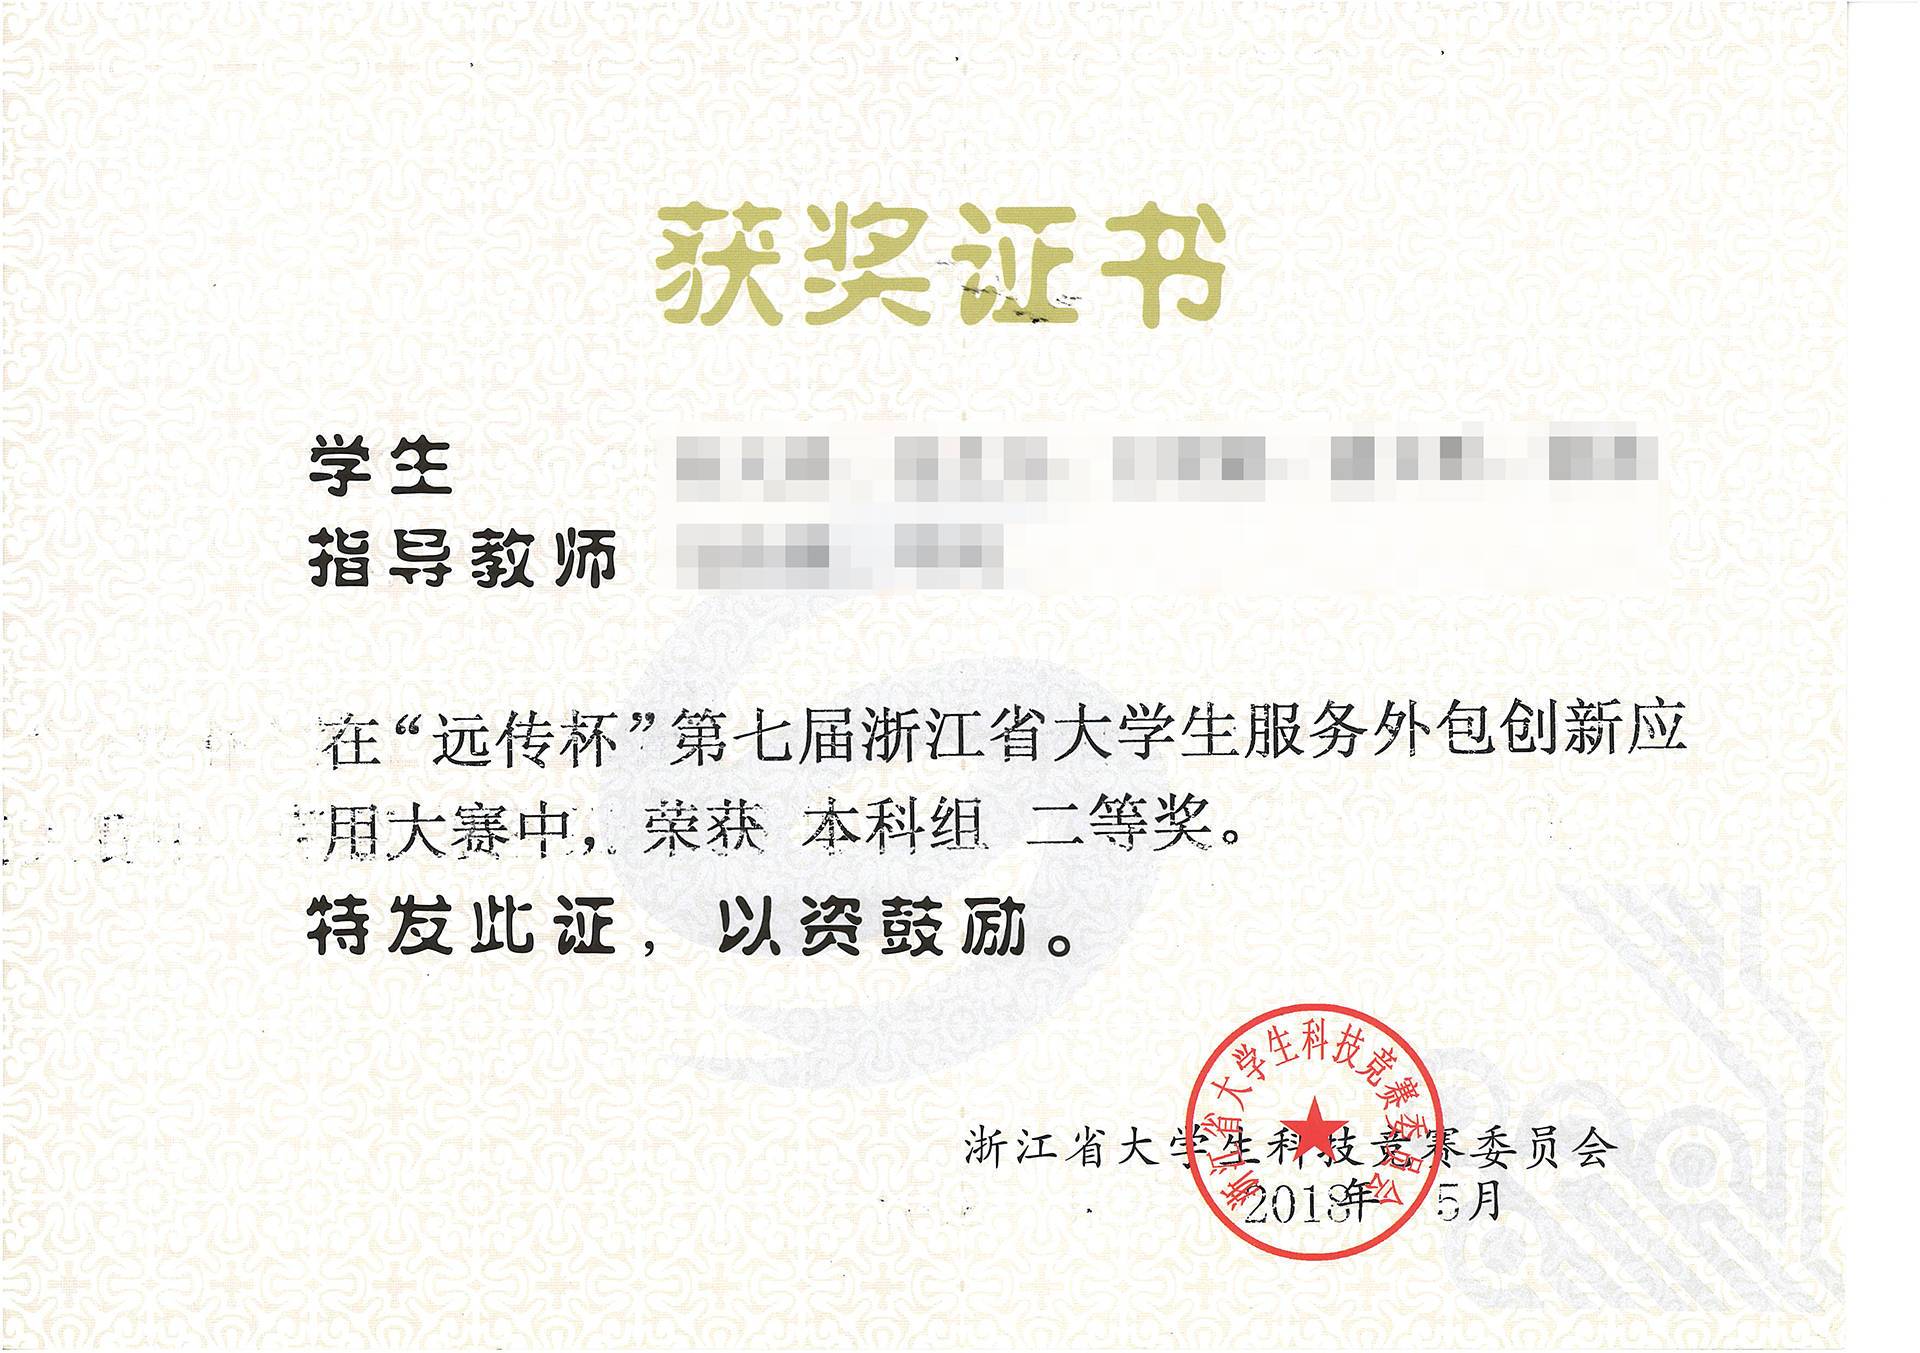 获奖证书
学生
指导教师
在“远传杯”第七届浙江省大学生服务外包创新应
用大赛中，荣获 本科组 二等奖。
特发此证，以资鼓励。
浙江省大学生科技竞赛委员会
浙江省大学生科技竞赛委员会
2018年 5月